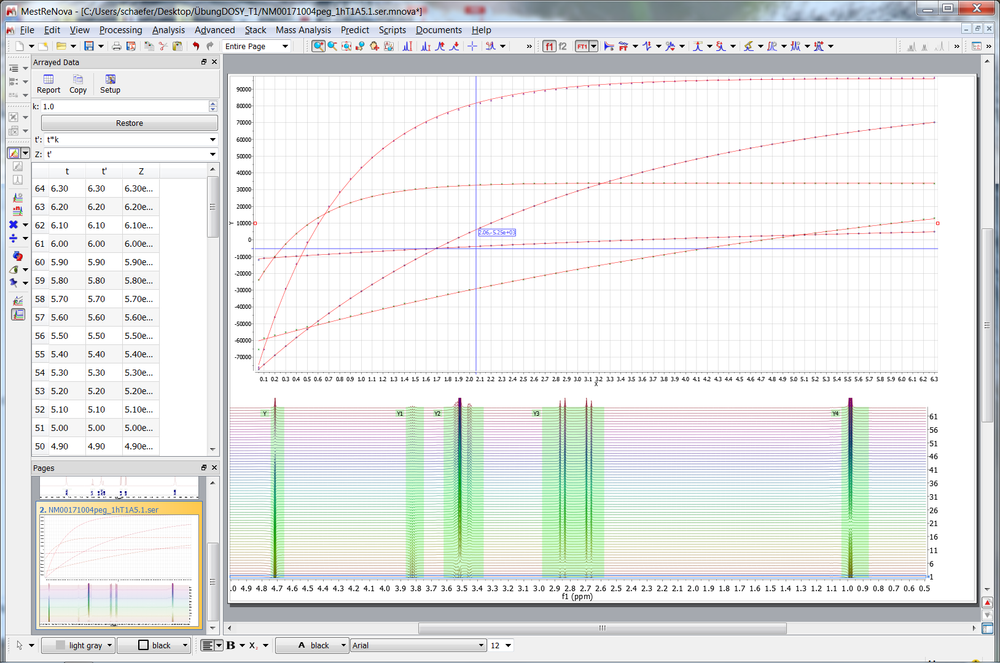 MestReNova - [C:/Users/schaefer/Desktop/ÜbungDOSY_T1/NM00171004peg_1hT1A5.1.ser.mnova*]
File Edit View Processing Analysis Advanced Stack Mass Analysis Predict Scripts Documents Help
Entire Page f1 f2 FT1
Arrayed Data
Report Copy Setup
k: 1.0
Restore
t': t*k
Z: t'
t t' Z
64 6.30 6.30 6.30e...
63 6.20 6.20 6.20e...
62 6.10 6.10 6.10e...
61 6.00 6.00 6.00e...
60 5.90 5.90 5.90e...
59 5.80 5.80 5.80e...
58 5.70 5.70 5.70e...
57 5.60 5.60 5.60e...
56 5.50 5.50 5.50e...
55 5.40 5.40 5.40e...
54 5.30 5.30 5.30e...
53 5.20 5.20 5.20e...
52 5.10 5.10 5.10e...
51 5.00 5.00 5.00e...
50 4.90 4.90 4.90e...
Pages
2. NM00171004peg_1hT1A5.1.ser
90000
80000
70000
60000
50000
40000
30000
20000
10000
0
-10000
-20000
-30000
-40000
-50000
-60000
-70000
Y
2.06,-5.25e+03
0.1 0.2 0.3 0.4 0.5 0.6 0.7 0.8 0.9 1.0 1.1 1.2 1.3 1.4 1.5 1.6 1.7 1.8 1.9 2.0 2.1 2.2 2.3 2.4 2.5 2.6 2.7 2.8 2.9 3.0 3.1 3.2 3.3 3.4 3.5 3.6 3.7 3.8 3.9 4.0 4.1 4.2 4.3 4.4 4.5 4.6 4.7 4.8 4.9 5.0 5.1 5.2 5.3 5.4 5.5 5.6 5.7 5.8 5.9 6.0 6.1 6.2 6.3
X
Y Y1 Y2 Y3 Y4
61
56
51
46
41
36
31
26
21
16
11
6
1
.0 4.9 4.8 4.7 4.6 4.5 4.4 4.3 4.2 4.1 4.0 3.9 3.8 3.7 3.6 3.5 3.4 3.3 3.2 3.1 3.0 2.9 2.8 2.7 2.6 2.5 2.4 2.3 2.2 2.1 2.0 1.9 1.8 1.7 1.6 1.5 1.4 1.3 1.2 1.1 1.0 0.9 0.8 0.7 0.6 0.5
f1 (ppm)
light gray black B X₂ A black Arial 12